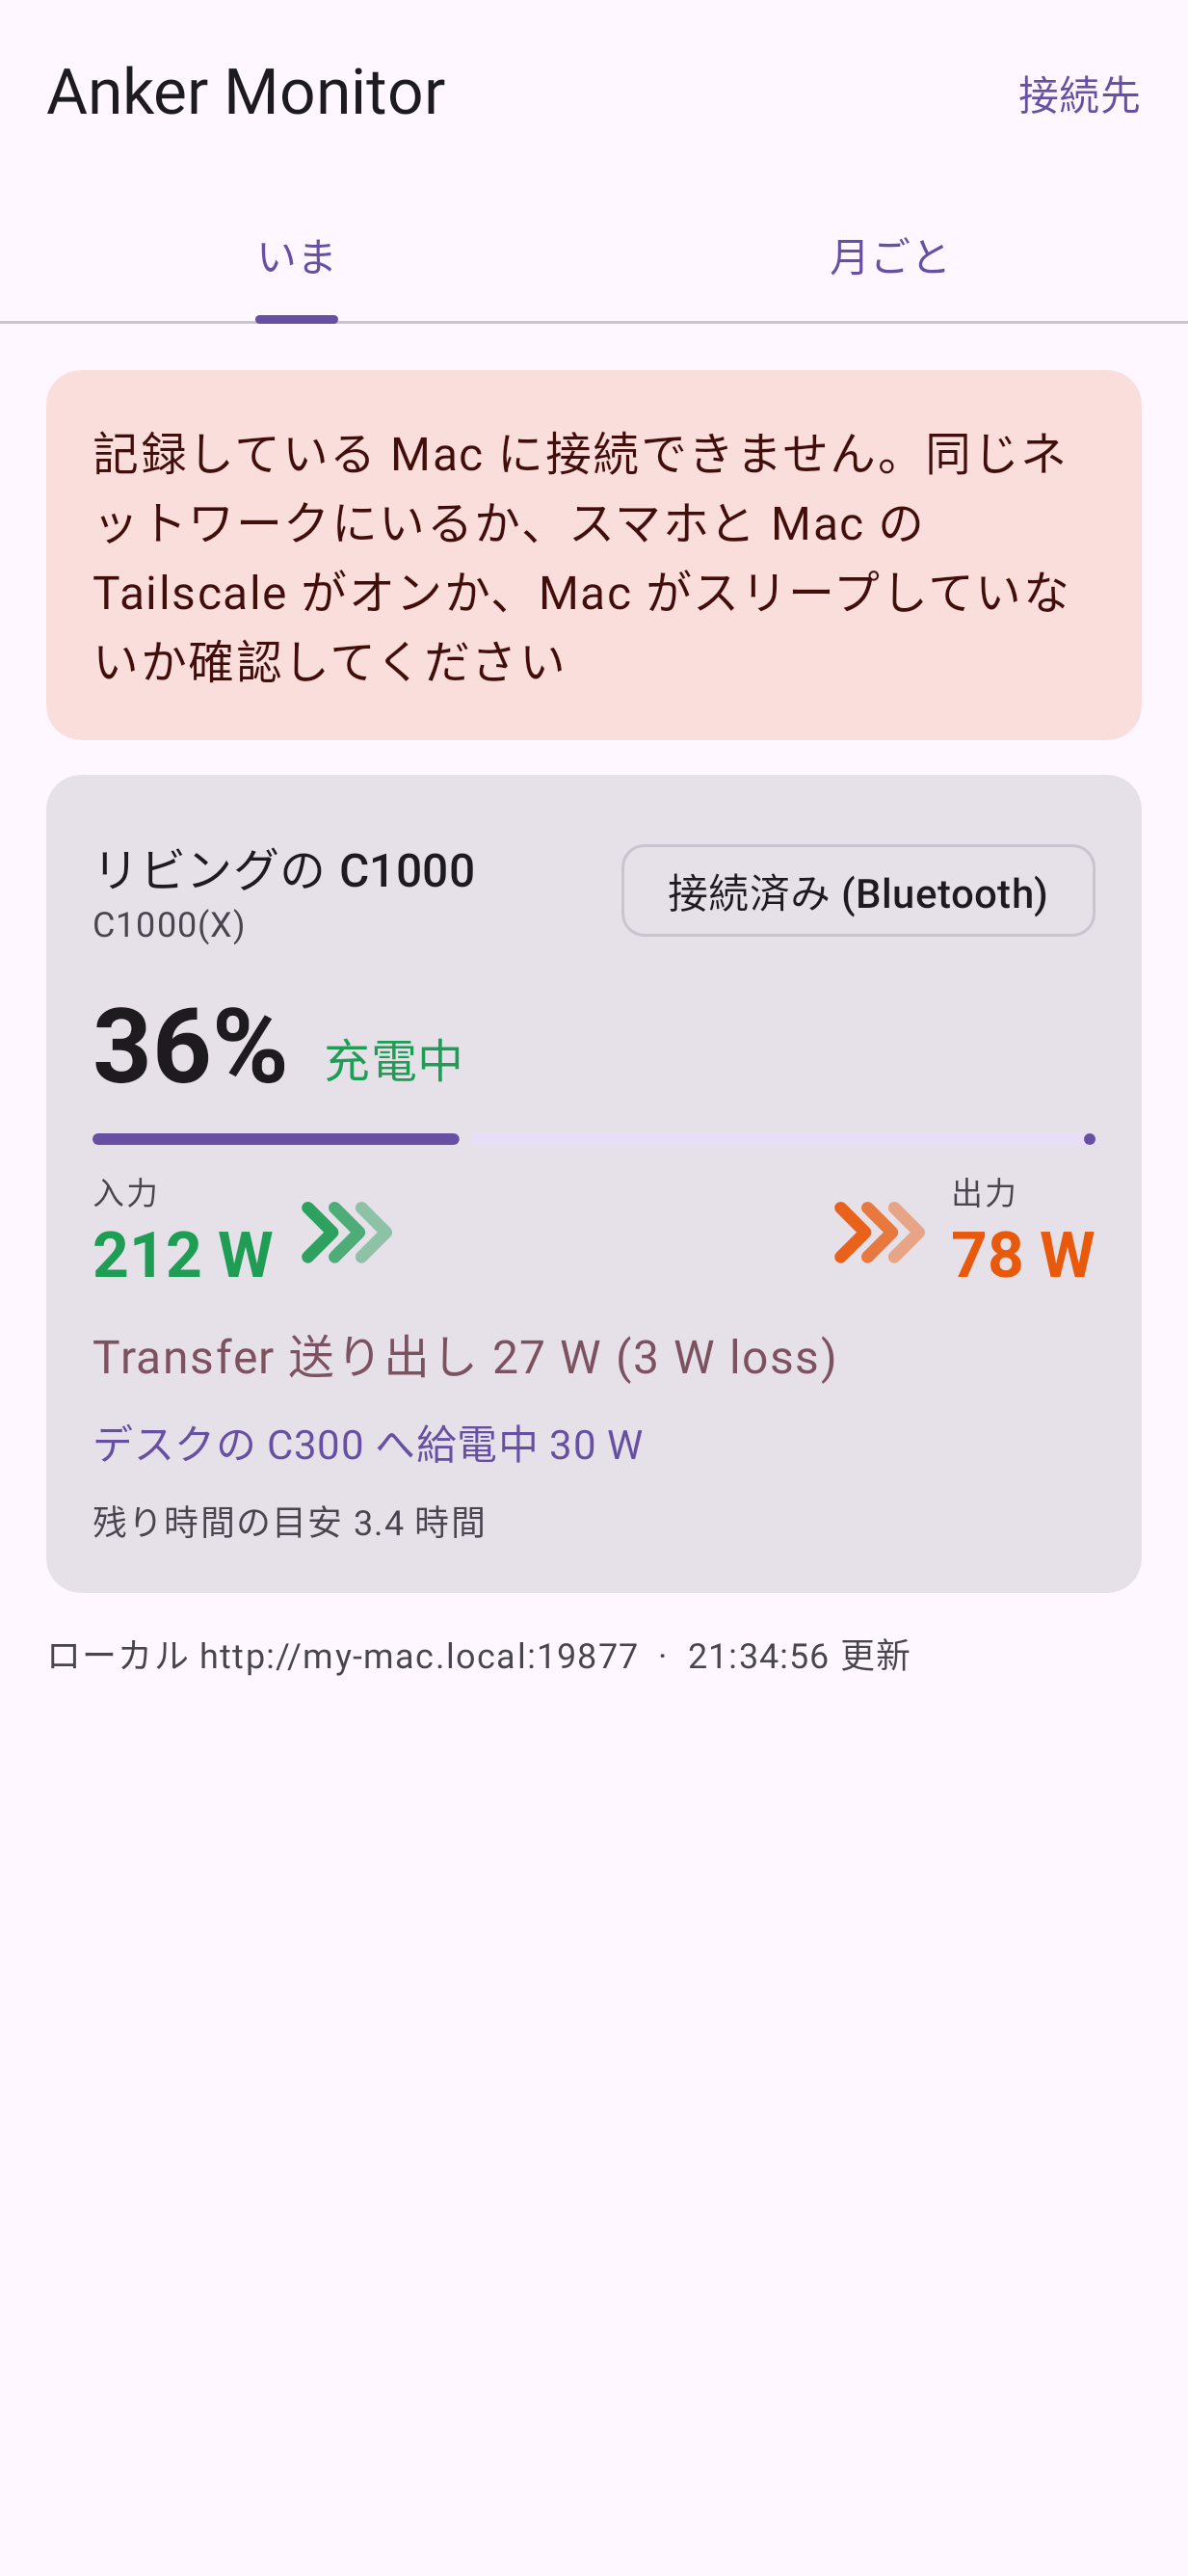 Anker Monitor
接続先
いま
月ごと
記録している Mac に接続できません。同じネ
ットワークにいるか、スマホと Mac の
Tailscale がオンか、Mac がスリープしていな
いか確認してください
リビングの C1000
接続済み (Bluetooth)
C1000(X)
36%
充電中
入力
出力
212 W
78 W
Transfer 送り出し 27 W (3 W loss)
デスクの C300 へ給電中 30 W
残り時間の目安 3.4 時間
ローカル http://my-mac.local:19877 · 21:34:56 更新